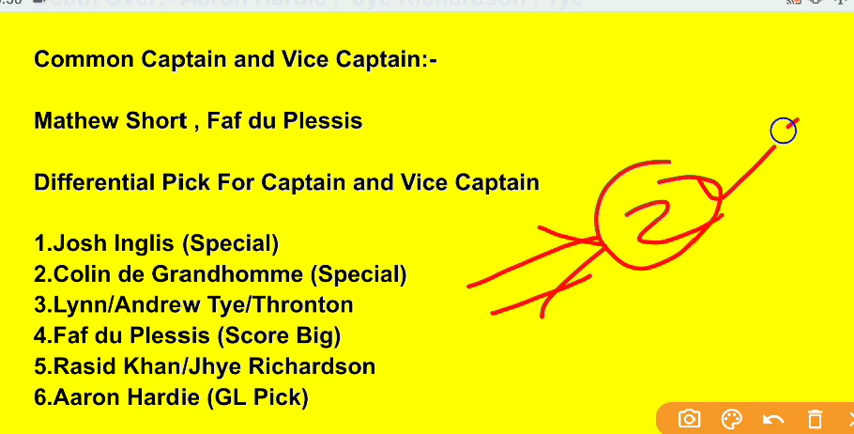 Common Captain and Vice Captain:-
Mathew Short , Faf du Plessis
Differential Pick For Captain and Vice Captain
1.Josh Inglis (Special)
2.Colin de Grandhomme (Special)
3.Lynn/Andrew Tye/Thronton
4.Faf du Plessis (Score Big)
5.Rasid Khan/Jhye Richardson
6.Aaron Hardie (GL Pick)
2